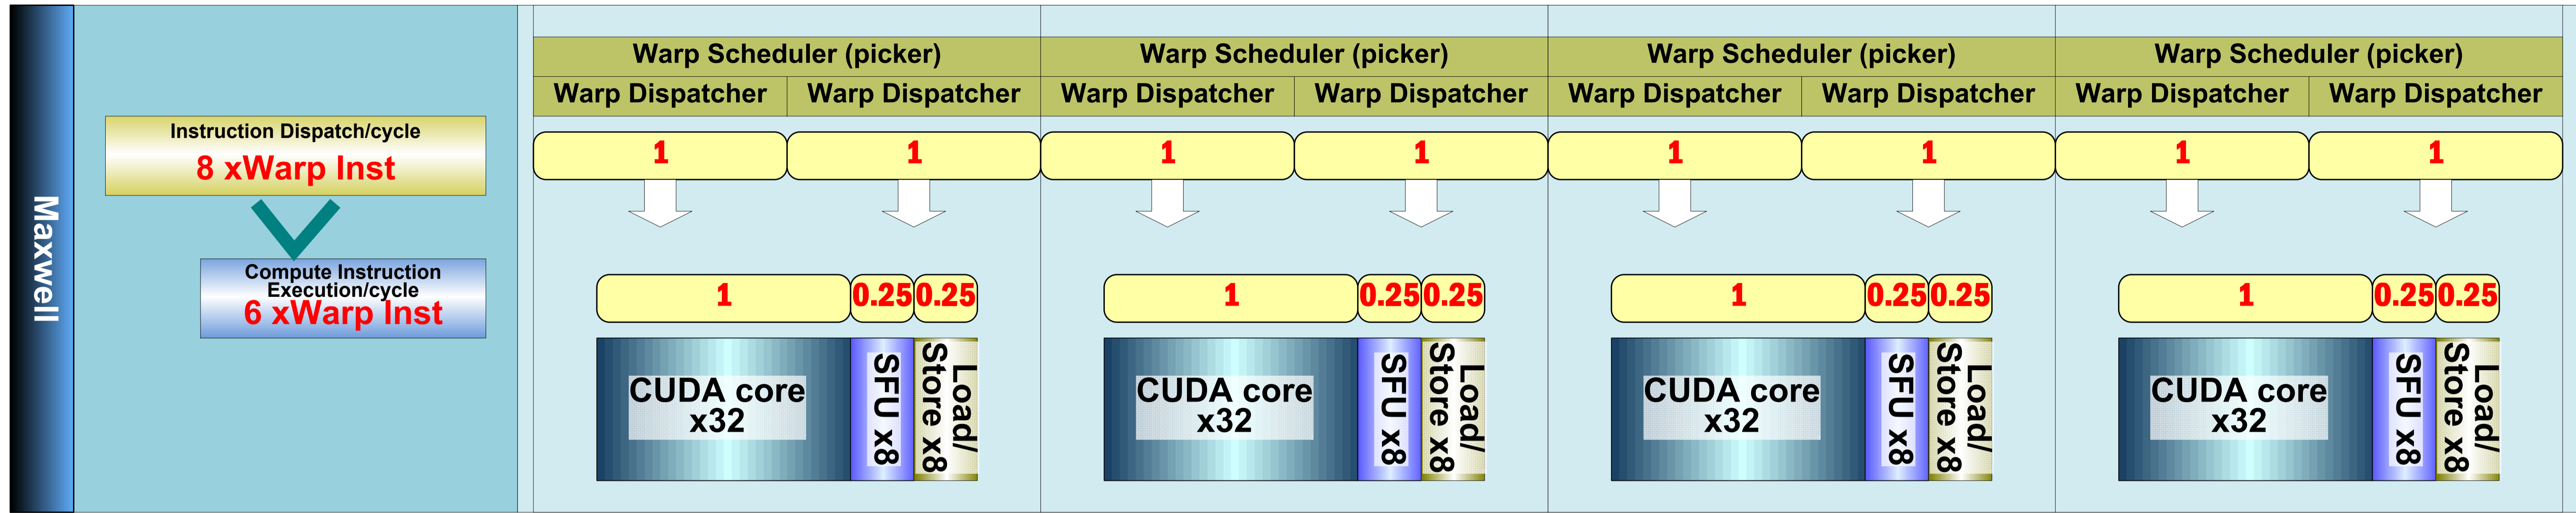 Maxwell
Instruction Dispatch/cycle
8 xWarp Inst
Compute Instruction
Execution/cycle
6 xWarp Inst
Warp Scheduler (picker) Warp Scheduler (picker) Warp Scheduler (picker) Warp Scheduler (picker)
Warp Dispatcher Warp Dispatcher Warp Dispatcher Warp Dispatcher Warp Dispatcher Warp Dispatcher Warp Dispatcher Warp Dispatcher
1 1 1 1 1 1 1 1
1 0.25 0.25 1 0.25 0.25 1 0.25 0.25 1 0.25 0.25
CUDA core
x32
SFU x8
Load/
Store x8
CUDA core
x32
SFU x8
Load/
Store x8
CUDA core
x32
SFU x8
Load/
Store x8
CUDA core
x32
SFU x8
Load/
Store x8